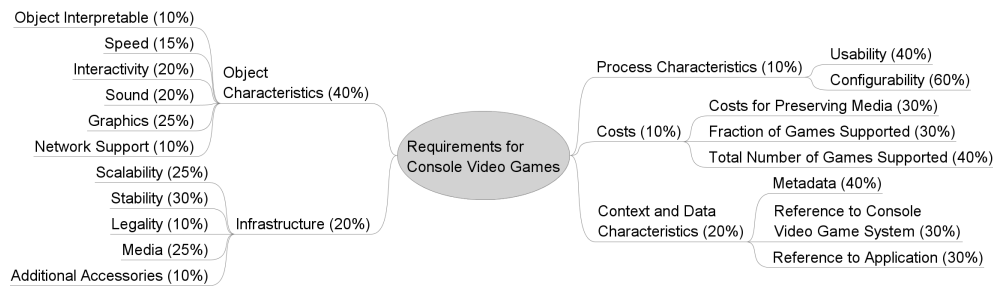 Requirements for
Console Video Games
Object
Characteristics (40%)
Object Interpretable (10%)
Speed (15%)
Interactivity (20%)
Sound (20%)
Graphics (25%)
Network Support (10%)
Infrastructure (20%)
Scalability (25%)
Stability (30%)
Legality (10%)
Media (25%)
Additional Accessories (10%)
Process Characteristics (10%)
Usability (40%)
Configurability (60%)
Costs (10%)
Costs for Preserving Media (30%)
Fraction of Games Supported (30%)
Total Number of Games Supported (40%)
Context and Data
Characteristics (20%)
Metadata (40%)
Reference to Console
Video Game System (30%)
Reference to Application (30%)